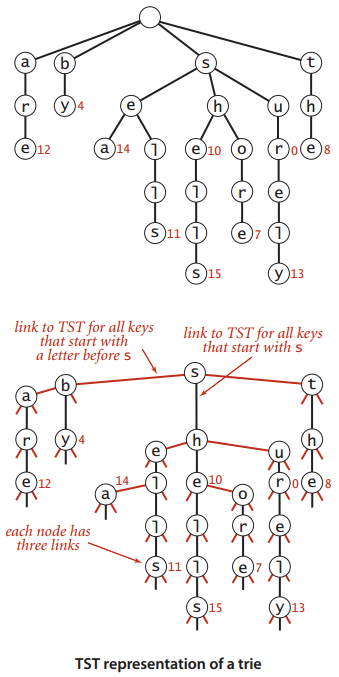 a b s t
r y 4 e h u h
e 12 a 14 l e 10 o r 0 e 8
l l r e
s 11 l e 7 l
s 15 y 13
link to TST for all keys
that start with
a letter before s
link to TST for all keys
that start with s
s
a b t
r y 4 h h
e u
e 12 14 l e 10 r 0 e 8
a o
each node has
three links
l l r e
s 11 l e 7 l
s 15 y 13
TST representation of a trie